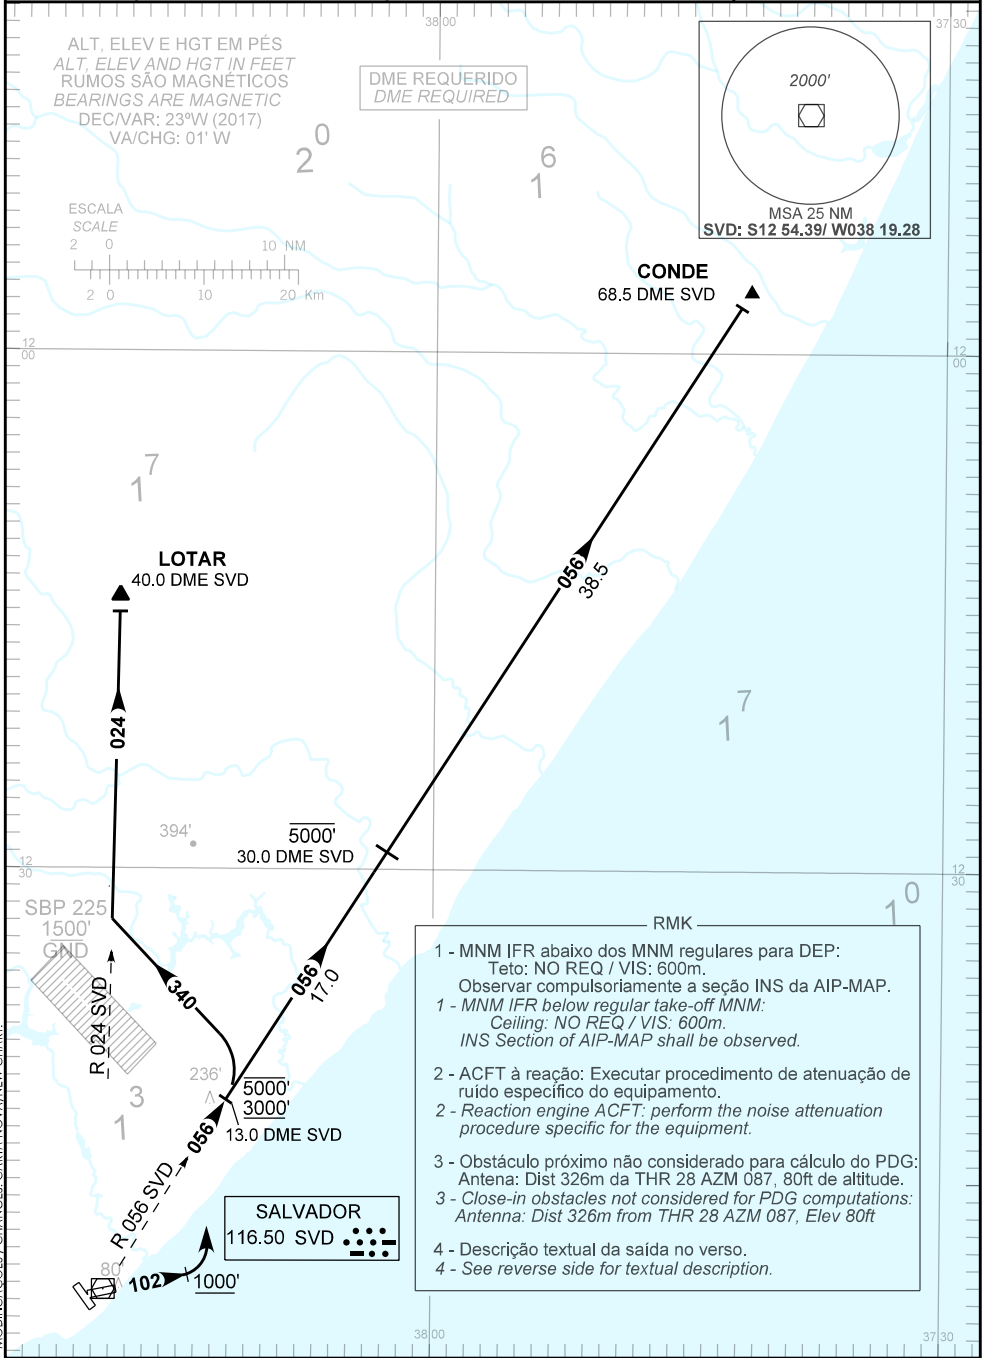 38 00
37 30
ALT, ELEV E HGT EM PÉS
ALT, ELEV AND HGT IN FEET
RUMOS SÃO MAGNÉTICOS
BEARINGS ARE MAGNETIC
DEC/VAR: 23ºW (2017)
VA/CHG: 01' W
DME REQUERIDO
DME REQUIRED
2000'
MSA 25 NM
SVD: S12 54.39/ W038 19.28
2 0
1 6
ESCALA
SCALE
2 0 10 NM
2 0 10 20 Km
CONDE
68.5 DME SVD
12 00
12 00
1 7
LOTAR
40.0 DME SVD
056
38.5
024
1 7
394'
5000'
30.0 DME SVD
12 30
12 30
1 0
SBP 225
1500'
GND
R 024 SVD
340
056
17.0
236'
5000'
3000'
13.0 DME SVD
1 3
056
R 056 SVD
SALVADOR
116.50 SVD
80
102
1000'
RMK
1 - MNM IFR abaixo dos MNM regulares para DEP:
Teto: NO REQ / VIS: 600m.
Observar compulsoriamente a seção INS da AIP-MAP.
1 - MNM IFR below regular take-off MNM:
Ceiling: NO REQ / VIS: 600m.
INS Section of AIP-MAP shall be observed.
2 - ACFT à reação: Executar procedimento de atenuação de
ruído específico do equipamento.
2 - Reaction engine ACFT: perform the noise attenuation
procedure specific for the equipment.
3 - Obstáculo próximo não considerado para cálculo do PDG:
Antena: Dist 326m da THR 28 AZM 087, 80ft de altitude.
3 - Close-in obstacles not considered for PDG computations:
Antenna: Dist 326m from THR 28 AZM 087, Elev 80ft
4 - Descrição textual da saída no verso.
4 - See reverse side for textual description.
38 00
37 30